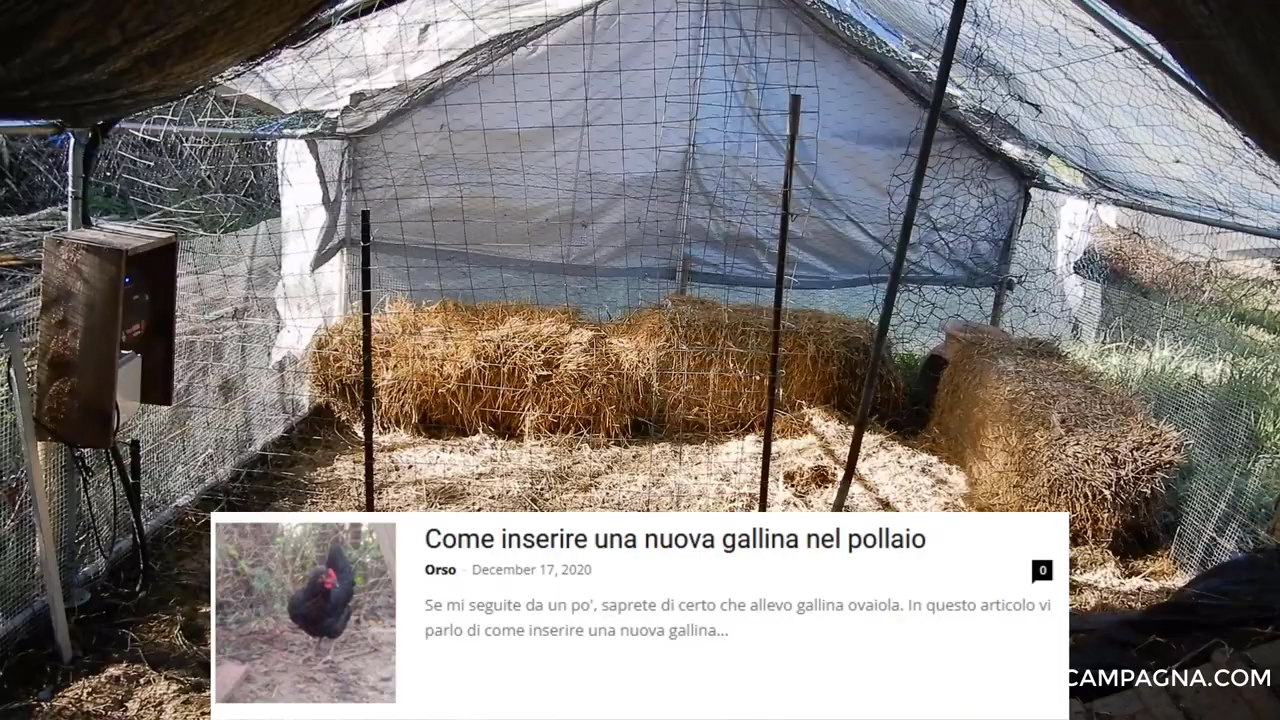 Come inserire una nuova gallina nel pollaio
Orso - December 17, 2020
0
Se mi seguite da un po', saprete di certo che allevo gallina ovaiola. In questo articolo vi
parlo di come inserire una nuova gallina...
CAMPAGNA.COM